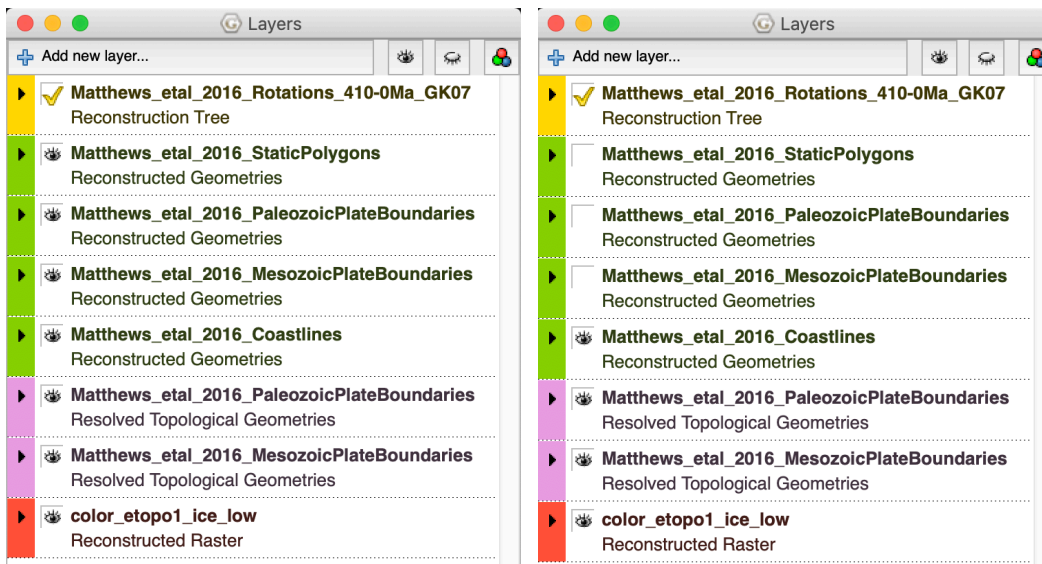 Layers
Add new layer...
Matthews_etal_2016_Rotations_410-0Ma_GK07
Reconstruction Tree
Matthews_etal_2016_StaticPolygons
Reconstructed Geometries
Matthews_etal_2016_PaleozoicPlateBoundaries
Reconstructed Geometries
Matthews_etal_2016_MesozoicPlateBoundaries
Reconstructed Geometries
Matthews_etal_2016_Coastlines
Reconstructed Geometries
Matthews_etal_2016_PaleozoicPlateBoundaries
Resolved Topological Geometries
Matthews_etal_2016_MesozoicPlateBoundaries
Resolved Topological Geometries
color_etopo1_ice_low
Reconstructed Raster
Layers
Add new layer...
Matthews_etal_2016_Rotations_410-0Ma_GK07
Reconstruction Tree
Matthews_etal_2016_StaticPolygons
Reconstructed Geometries
Matthews_etal_2016_PaleozoicPlateBoundaries
Reconstructed Geometries
Matthews_etal_2016_MesozoicPlateBoundaries
Reconstructed Geometries
Matthews_etal_2016_Coastlines
Reconstructed Geometries
Matthews_etal_2016_PaleozoicPlateBoundaries
Resolved Topological Geometries
Matthews_etal_2016_MesozoicPlateBoundaries
Resolved Topological Geometries
color_etopo1_ice_low
Reconstructed Raster